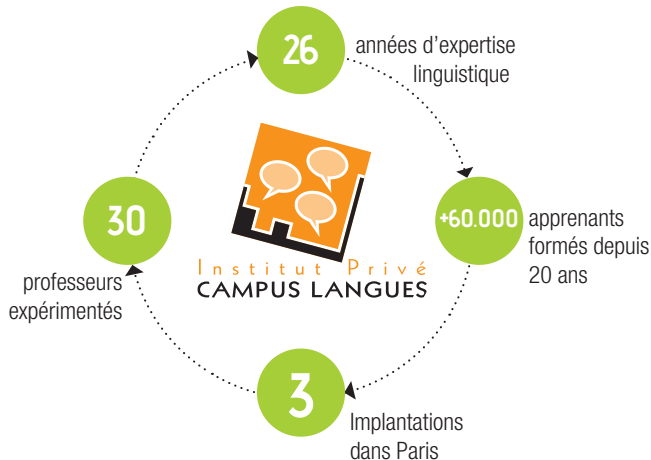 26
années d'expertise
linguistique
+60.000
apprenants
formés depuis
20 ans
3
Implantations
dans Paris
30
professeurs
expérimentés
Institut Privé
CAMPUS LANGUES